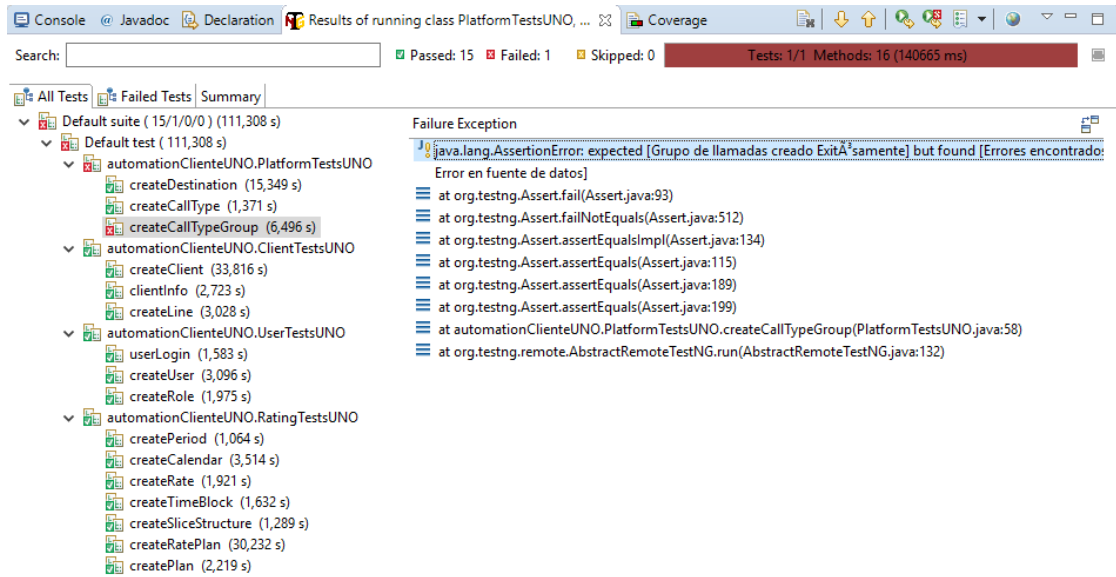 Console @ Javadoc Declaration Results of running class PlatformTestsUNO, ... Coverage
Search: Passed: 15 Failed: 1 Skipped: 0 Tests: 1/1 Methods: 16 (140665 ms)
All Tests Failed Tests Summary
Default suite ( 15/1/0/0 ) (111,308 s)
Default test ( 111,308 s)
automationClienteUNO.PlatformTestsUNO
createDestination (15,349 s)
createCallType (1,371 s)
createCallTypeGroup (6,496 s)
automationClienteUNO.ClientTestsUNO
createClient (33,816 s)
clientInfo (2,723 s)
createLine (3,028 s)
automationClienteUNO.UserTestsUNO
userLogin (1,583 s)
createUser (3,096 s)
createRole (1,975 s)
automationClienteUNO.RatingTestsUNO
createPeriod (1,064 s)
createCalendar (3,514 s)
createRate (1,921 s)
createTimeBlock (1,632 s)
createSliceStructure (1,289 s)
createRatePlan (30,232 s)
createPlan (2,219 s)
Failure Exception
java.lang.AssertionError: expected [Grupo de llamadas creado ExitÃ³samente] but found [Errores encontrados:
Error en fuente de datos]
at org.testng.Assert.fail(Assert.java:93)
at org.testng.Assert.failNotEquals(Assert.java:512)
at org.testng.Assert.assertEqualsImpl(Assert.java:134)
at org.testng.Assert.assertEquals(Assert.java:115)
at org.testng.Assert.assertEquals(Assert.java:189)
at org.testng.Assert.assertEquals(Assert.java:199)
at automationClienteUNO.PlatformTestsUNO.createCallTypeGroup(PlatformTestsUNO.java:58)
at org.testng.remote.AbstractRemoteTestNG.run(AbstractRemoteTestNG.java:132)